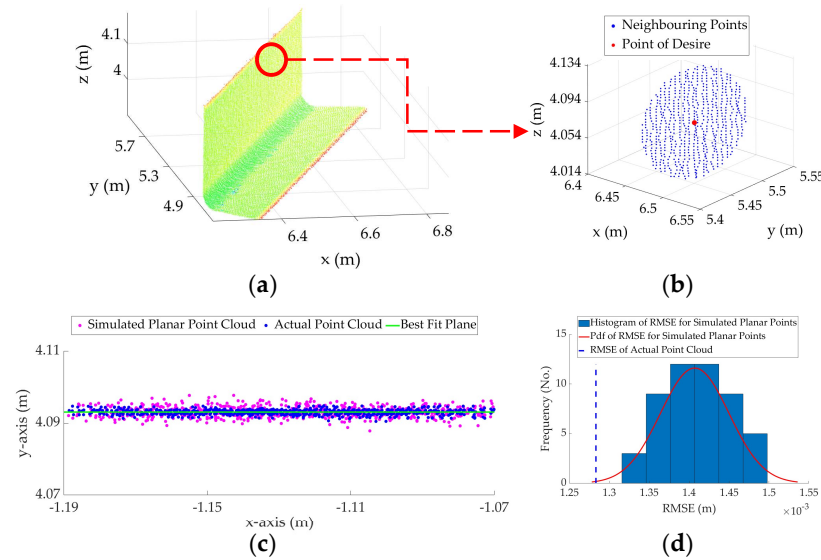 4.1
4
z (m)
5.7
5.3
4.9
y (m)
6.4
6.6
6.8
x (m)
(a)
Neighbouring Points
Point of Desire
4.134
4.094
4.054
4.014
z (m)
6.4
6.45
6.5
6.55
x (m)
5.4
5.45
5.5
5.55
y (m)
(b)
Simulated Planar Point Cloud
Actual Point Cloud
Best Fit Plane
4.11
4.09
4.07
y-axis (m)
-1.19
-1.15
-1.11
-1.07
x-axis (m)
(c)
Histogram of RMSE for Simulated Planar Points
Pdf of RMSE for Simulated Planar Points
RMSE of Actual Point Cloud
15
10
5
0
Frequency (No.)
1.25
1.3
1.35
1.4
1.45
1.5
1.55
×10⁻³
RMSE (m)
(d)